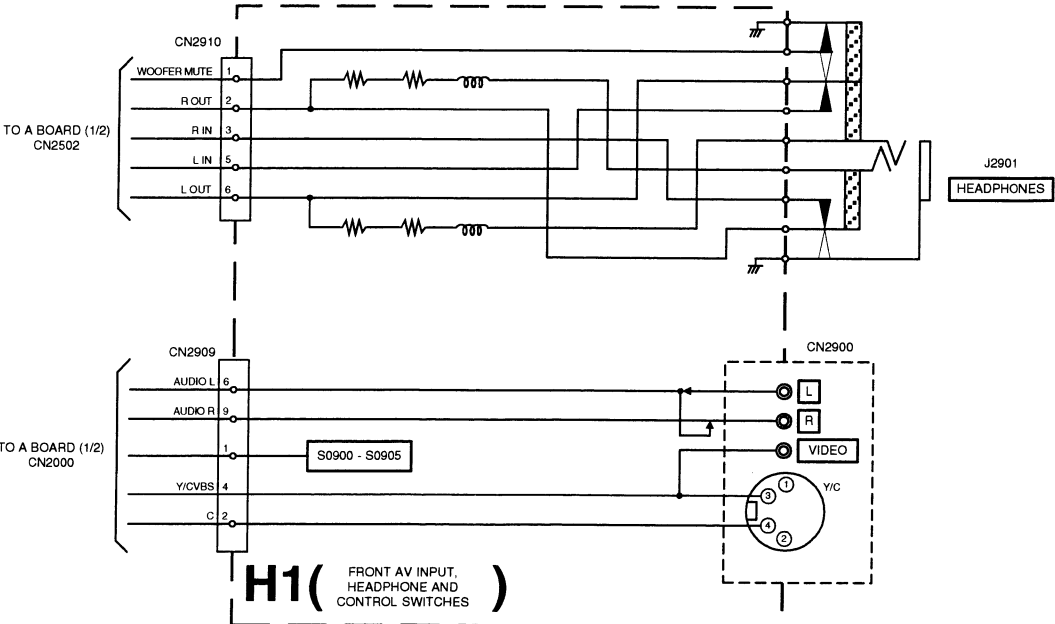 CN2910
WOOFER MUTE 1
R OUT 2
R IN 3
L IN 5
L OUT 6
TO A BOARD (1/2)
CN2502
J2901
HEADPHONES
CN2909
AUDIO L 6
AUDIO R 9
1
Y/CVBS 4
C 2
TO A BOARD (1/2)
CN2000
S0900 - S0905
CN2900
L
R
VIDEO
Y/C
1
3
4
2
H1 ( FRONT AV INPUT, )
HEADPHONE AND
CONTROL SWITCHES